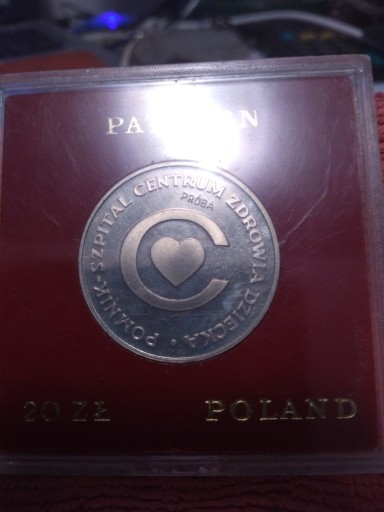 PRÓBA
POMNIK-SZPITAL CENTRUM ZDROWIA DZIECKA •
C
20 ZŁ POLAND